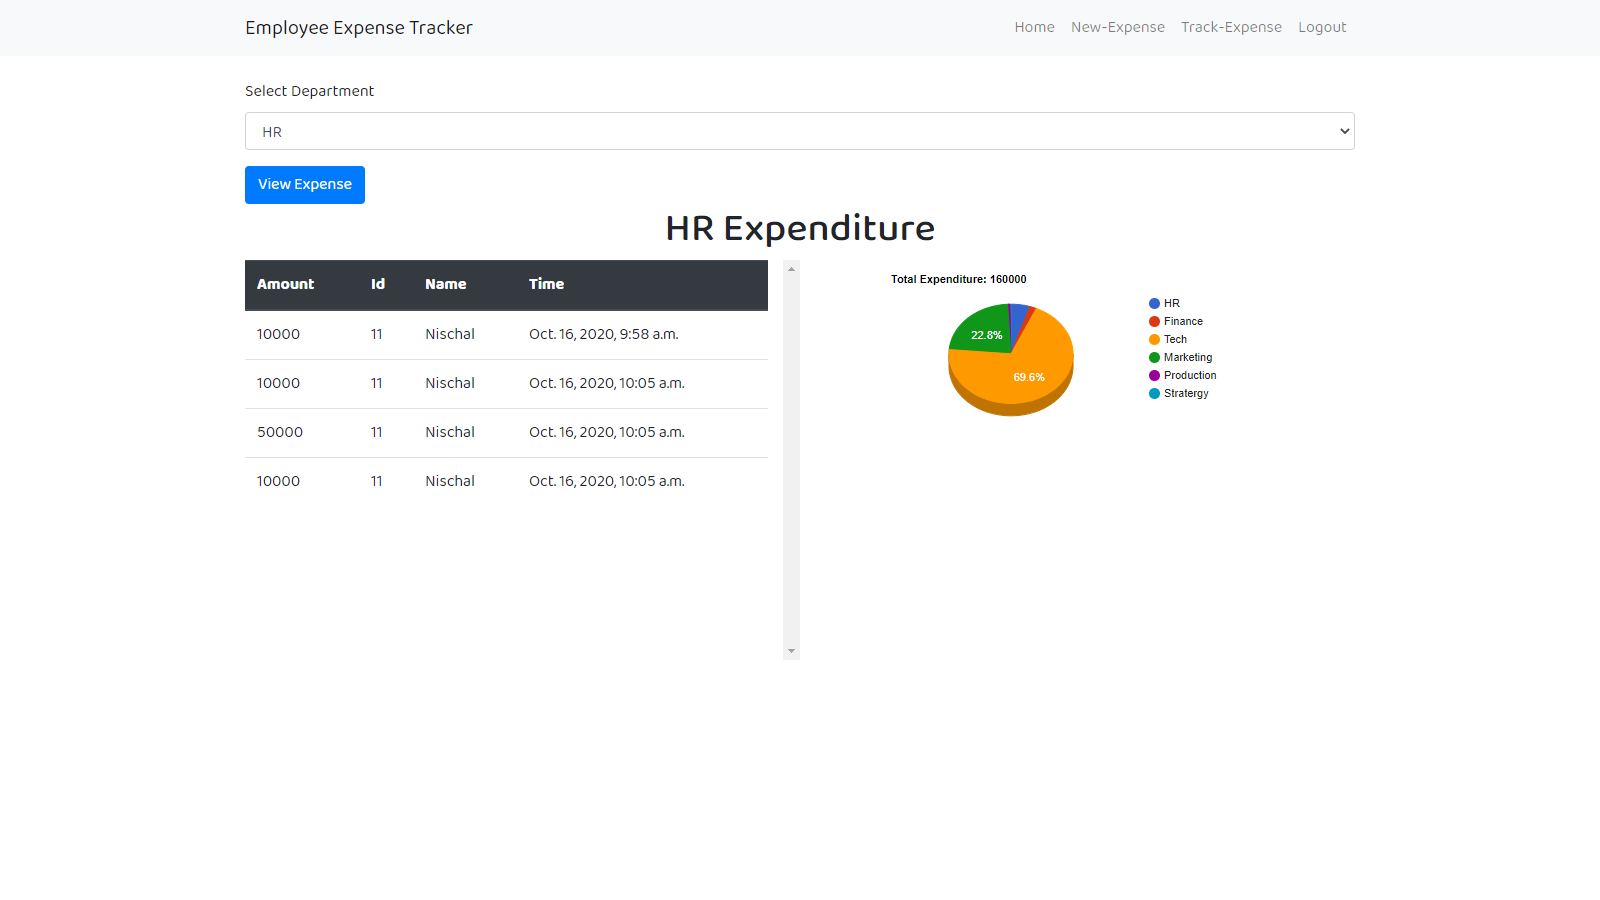 Employee Expense Tracker
Home New-Expense Track-Expense Logout
Select Department
HR
View Expense
HR Expenditure
Amount Id Name Time
10000 11 Nischal Oct. 16, 2020, 9:58 a.m.
10000 11 Nischal Oct. 16, 2020, 10:05 a.m.
50000 11 Nischal Oct. 16, 2020, 10:05 a.m.
10000 11 Nischal Oct. 16, 2020, 10:05 a.m.
Total Expenditure: 160000
22.8%
69.6%
HR
Finance
Tech
Marketing
Production
Stratergy